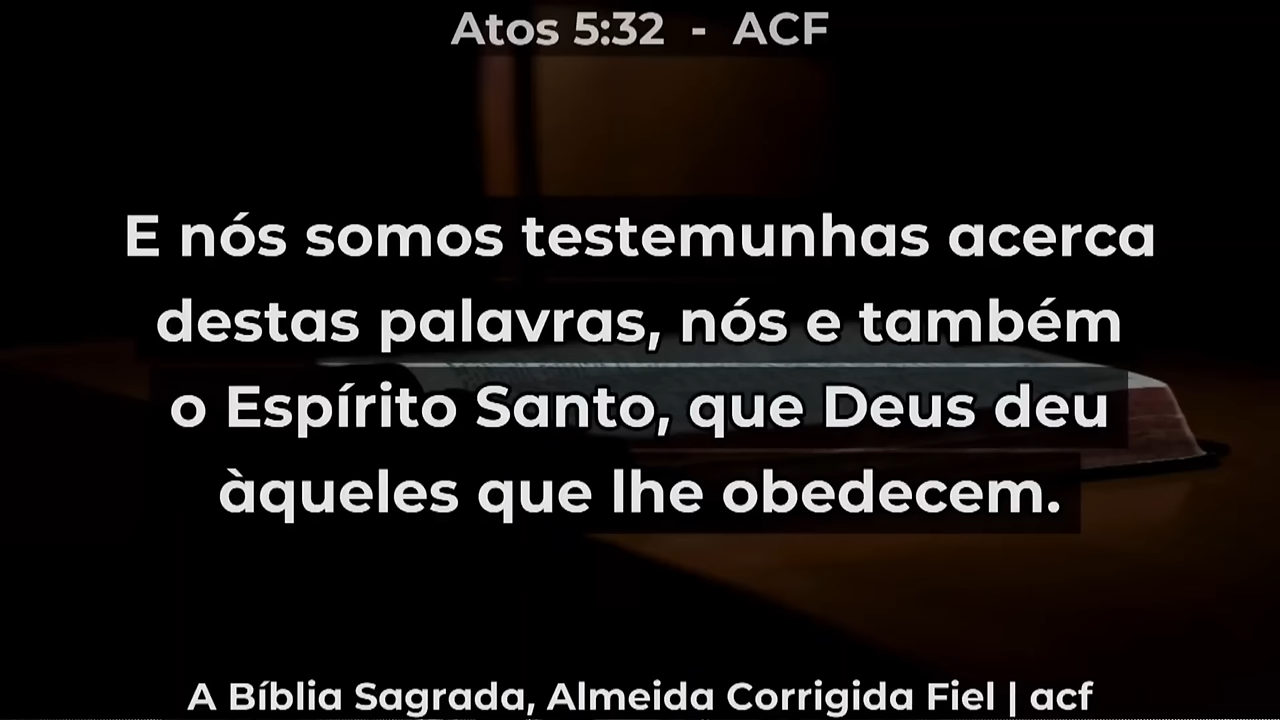 Atos 5:32 - ACF
E nós somos testemunhas acerca
destas palavras, nós e também
o Espírito Santo, que Deus deu
àqueles que lhe obedecem.
A Bíblia Sagrada, Almeida Corrigida Fiel | acf